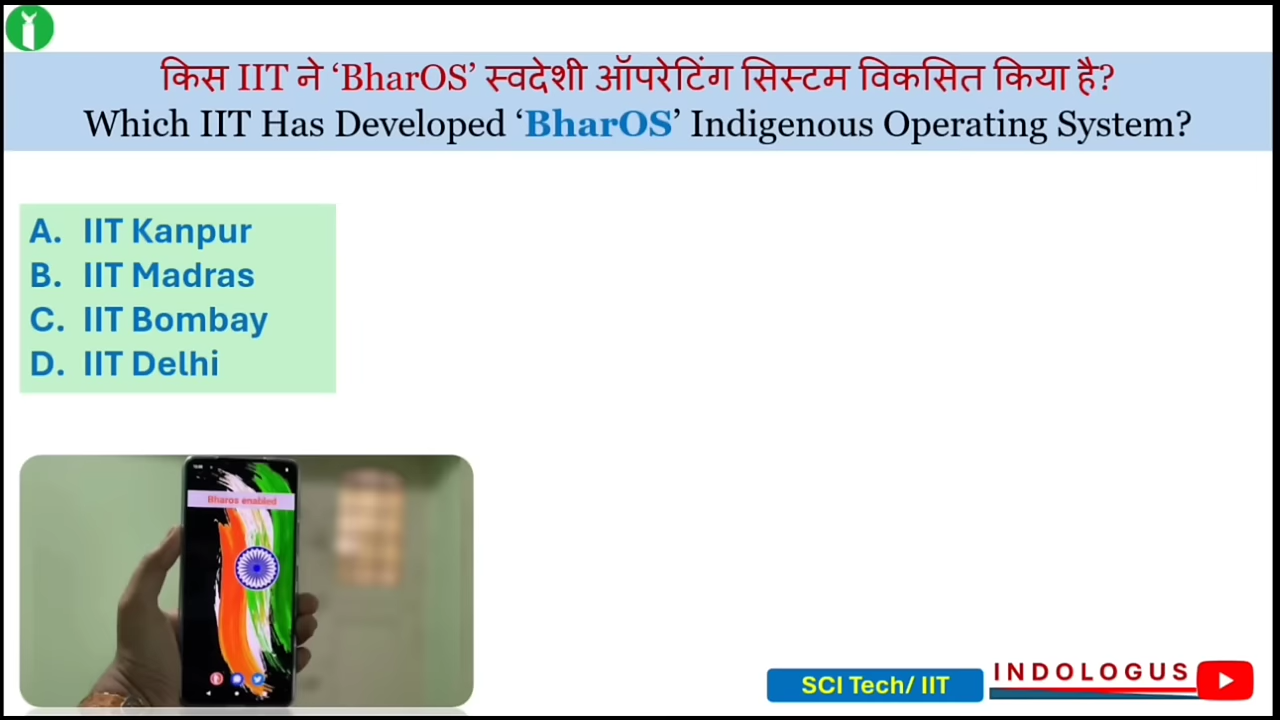 किस IIT ने ‘BharOS’ स्वदेशी ऑपरेटिंग सिस्टम विकसित किया है?
Which IIT Has Developed ‘BharOS’ Indigenous Operating System?
A. IIT Kanpur
B. IIT Madras
C. IIT Bombay
D. IIT Delhi
Bharos enabled
SCI Tech/ IIT
INDOLOGUS